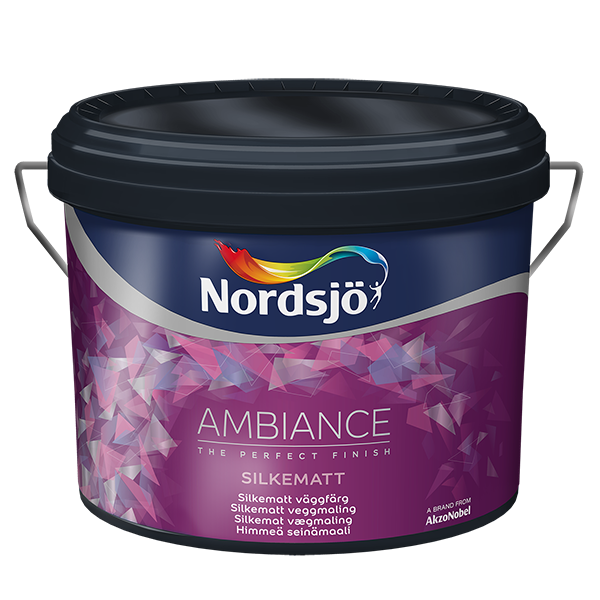 Nordsjö
AMBIANCE
THE PERFECT FINISH
SILKEMATT
Silkematt väggfärg
Silkematt veggmaling
Silkemat vægmaling
Himmeä seinämaali
A BRAND FROM
AkzoNobel